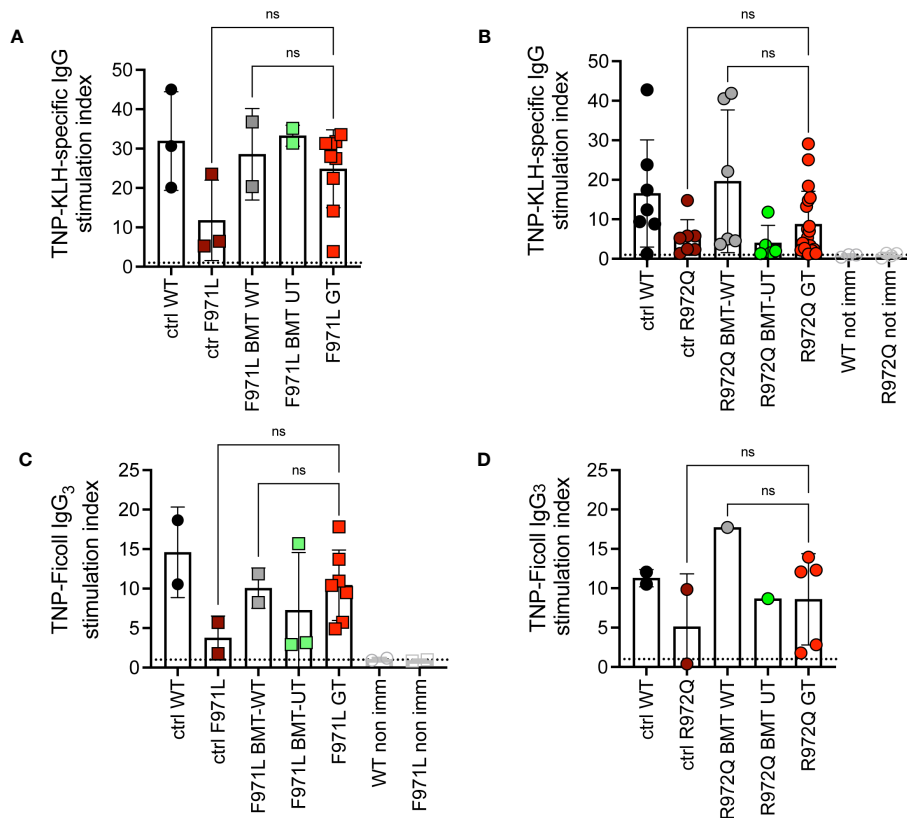 A
ns
ns
TNP-KLH-specific IgG
stimulation index
50
40
30
20
10
0
ctrl WT
ctr F971L
F971L BMT WT
F971L BMT UT
F971L GT
B
ns
ns
TNP-KLH-specific IgG
stimulation index
50
40
30
20
10
0
ctrl WT
ctr R972Q
R972Q BMT-WT
R972Q BMT-UT
R972Q GT
WT not imm
R972Q not imm
C
ns
ns
TNP-Ficoll IgG₃
stimulation index
25
20
15
10
5
0
ctrl WT
ctrl F971L
F971L BMT-WT
F971L BMT-UT
F971L GT
WT non imm
F971L non imm
D
ns
ns
TNP-Ficoll IgG3
stimulation index
25
20
15
10
5
0
ctrl WT
ctrl R972Q
R972Q BMT WT
R972Q BMT UT
R972Q GT